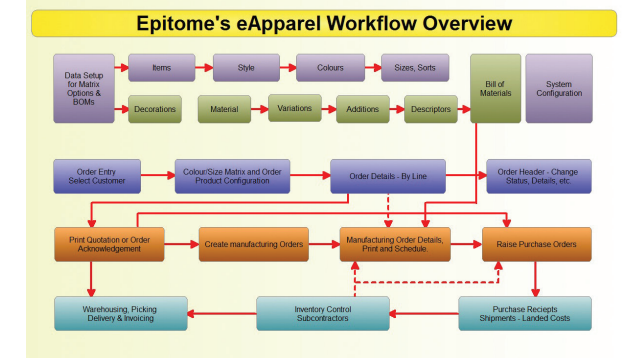 Epitome's eApparel Workflow Overview
Data Setup
for Matrix
Options &
BOMs
Items
Style
Colours
Sizes, Sorts
Decorations
Material
Variations
Additions
Descriptors
Bill of
Materials
System
Configuration
Order Entry
Select Customer
Colour/Size Matrix and Order
Product Configuration
Order Details - By Line
Order Header - Change
Status, Details, etc.
Print Quotation or Order
Acknowledgement
Create manufacturing Orders
Manufacturing Order Details,
Print and Schedule.
Raise Purchase Orders
Warehousing, Picking
Delivery & Invoicing
Inventory Control
Subcontractors
Purchase Reciepts
Shipments - Landed Costs